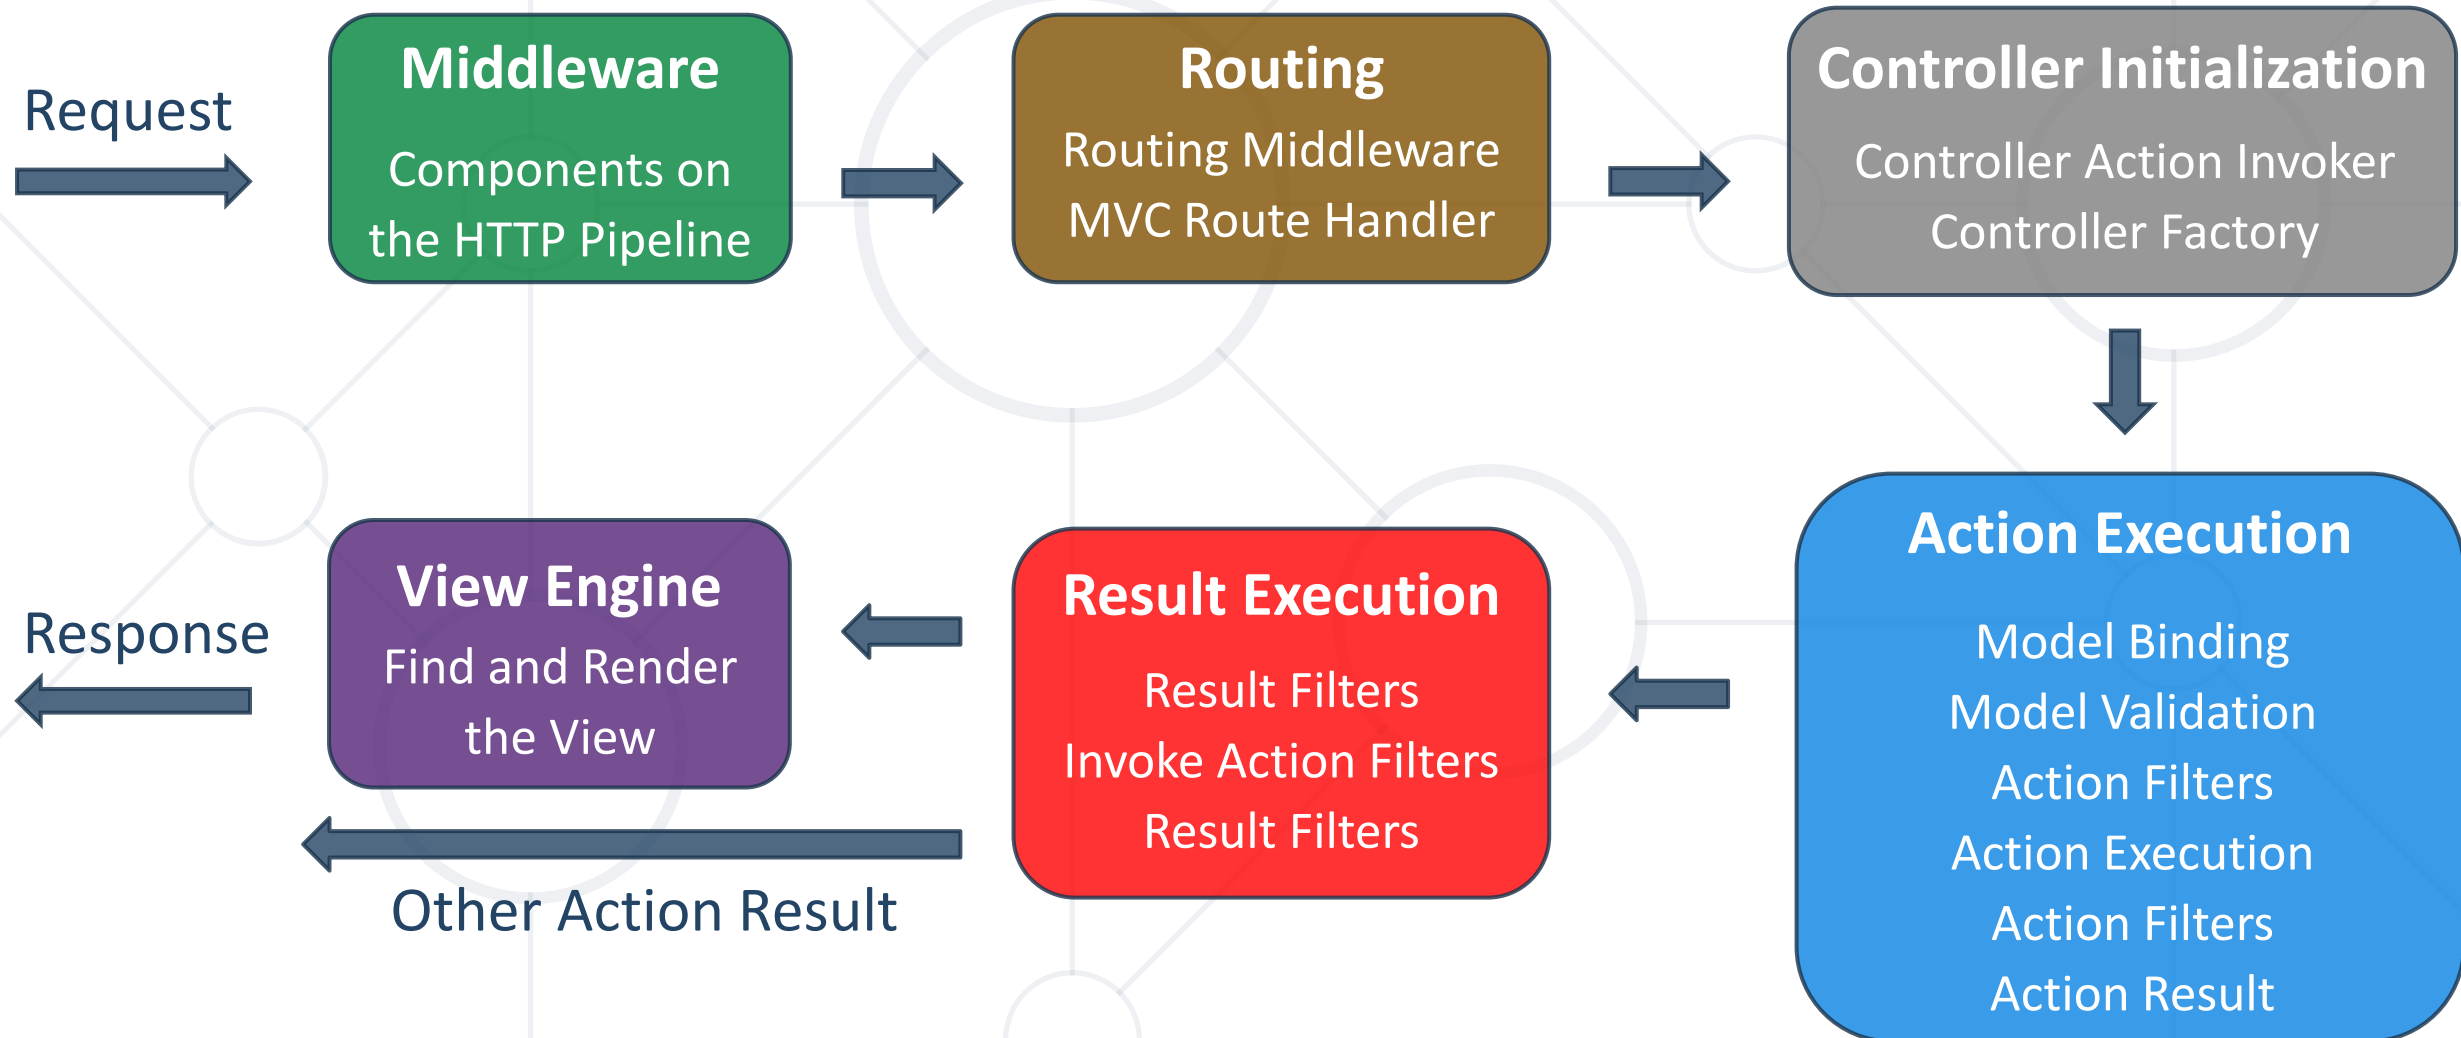 Request
Middleware
Components on
the HTTP Pipeline
Routing
Routing Middleware
MVC Route Handler
Controller Initialization
Controller Action Invoker
Controller Factory
Action Execution
Model Binding
Model Validation
Action Filters
Action Execution
Action Filters
Action Result
Result Execution
Result Filters
Invoke Action Filters
Result Filters
View Engine
Find and Render
the View
Other Action Result
Response